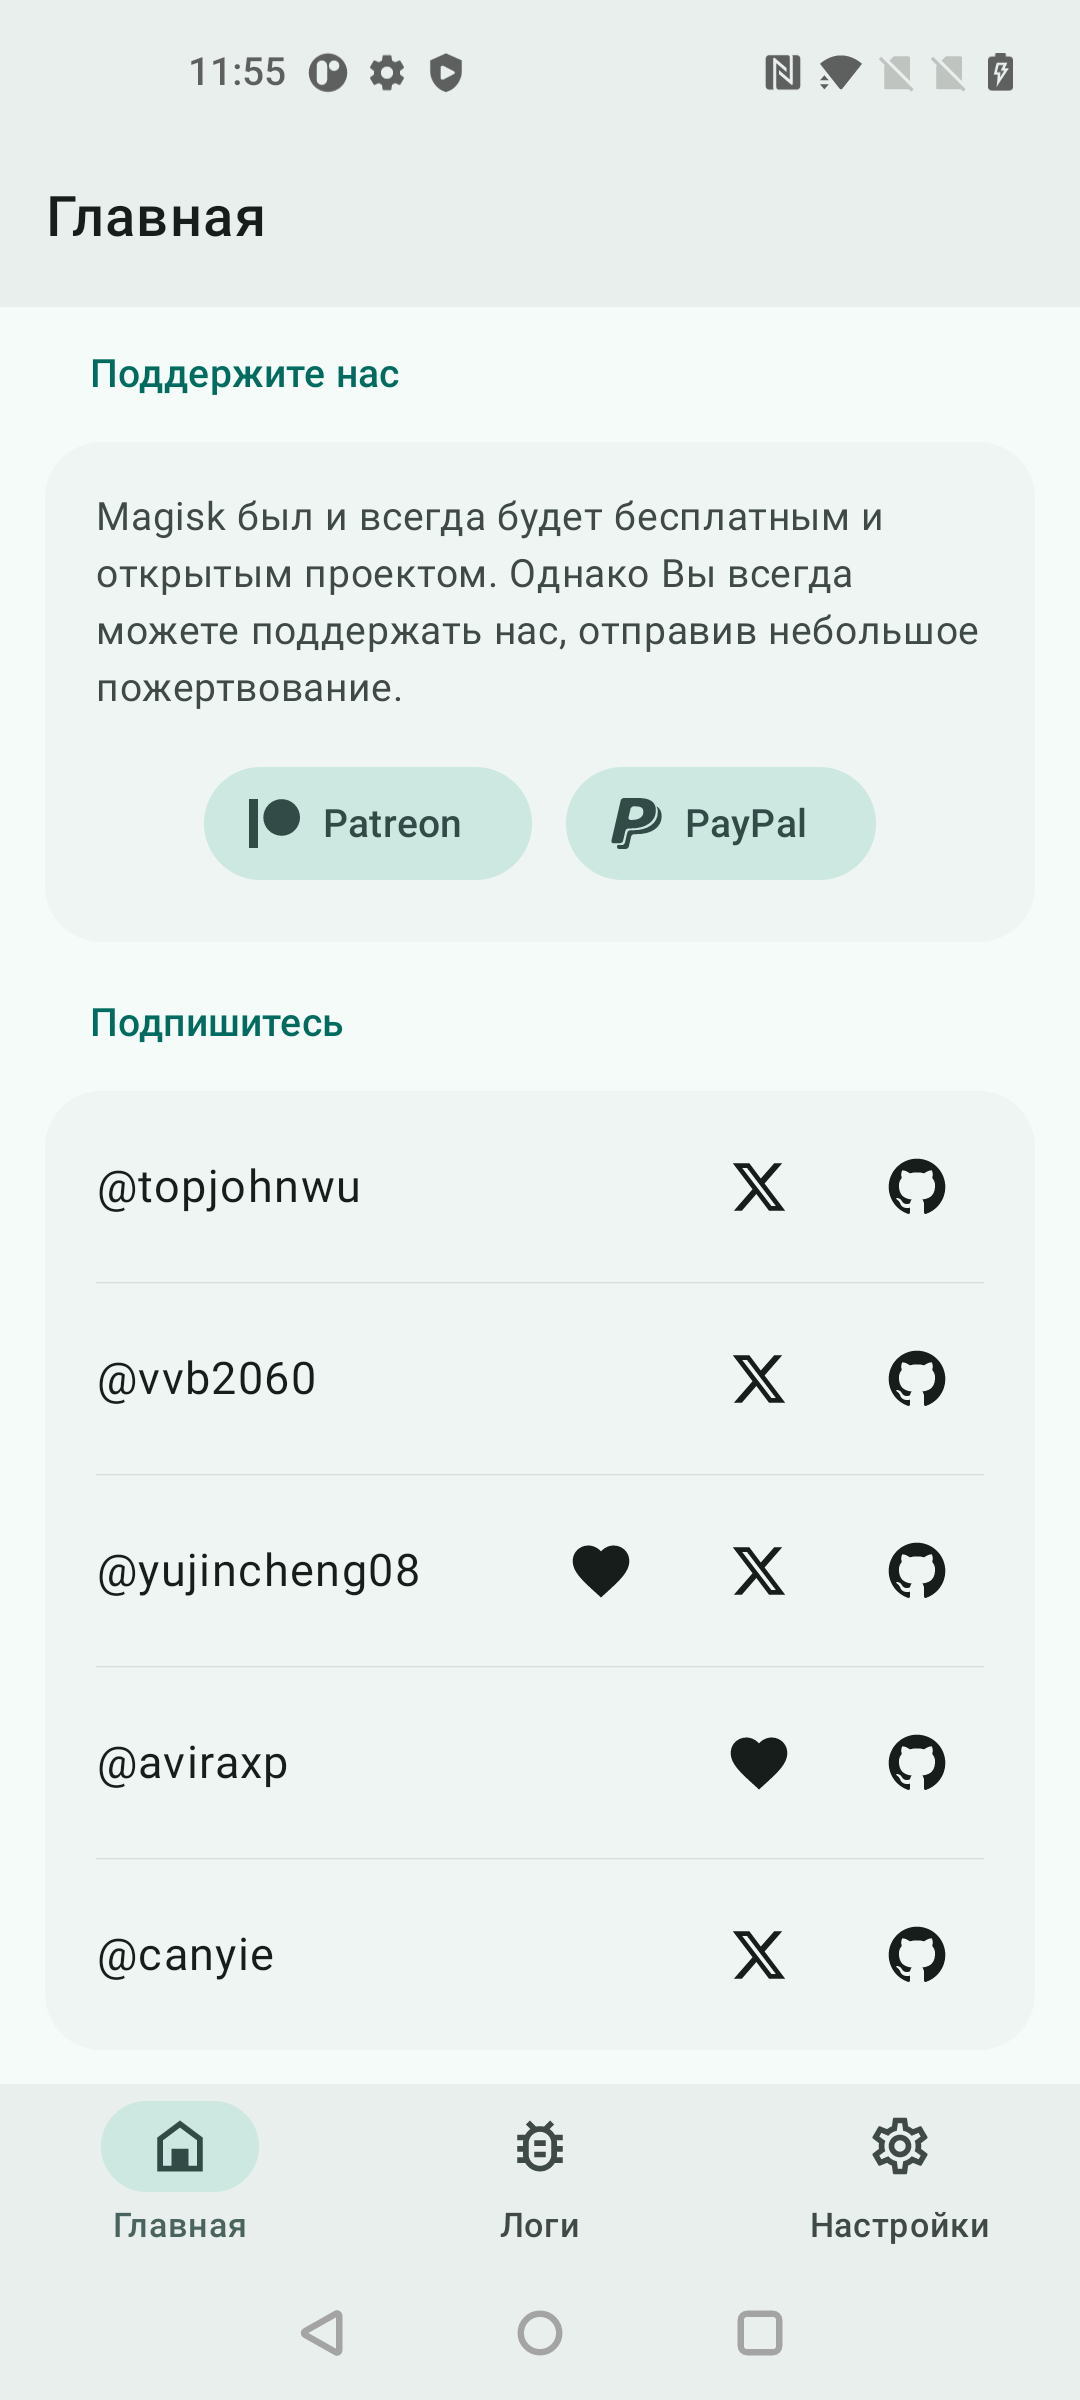 11:55
Главная
Поддержите нас
Magisk был и всегда будет бесплатным и
открытым проектом. Однако Вы всегда
можете поддержать нас, отправив небольшое
пожертвование.
Patreon PayPal
Подпишитесь
@topjohnwu
@vvb2060
@yujincheng08
@aviraxp
@canyie
Главная Логи Настройки